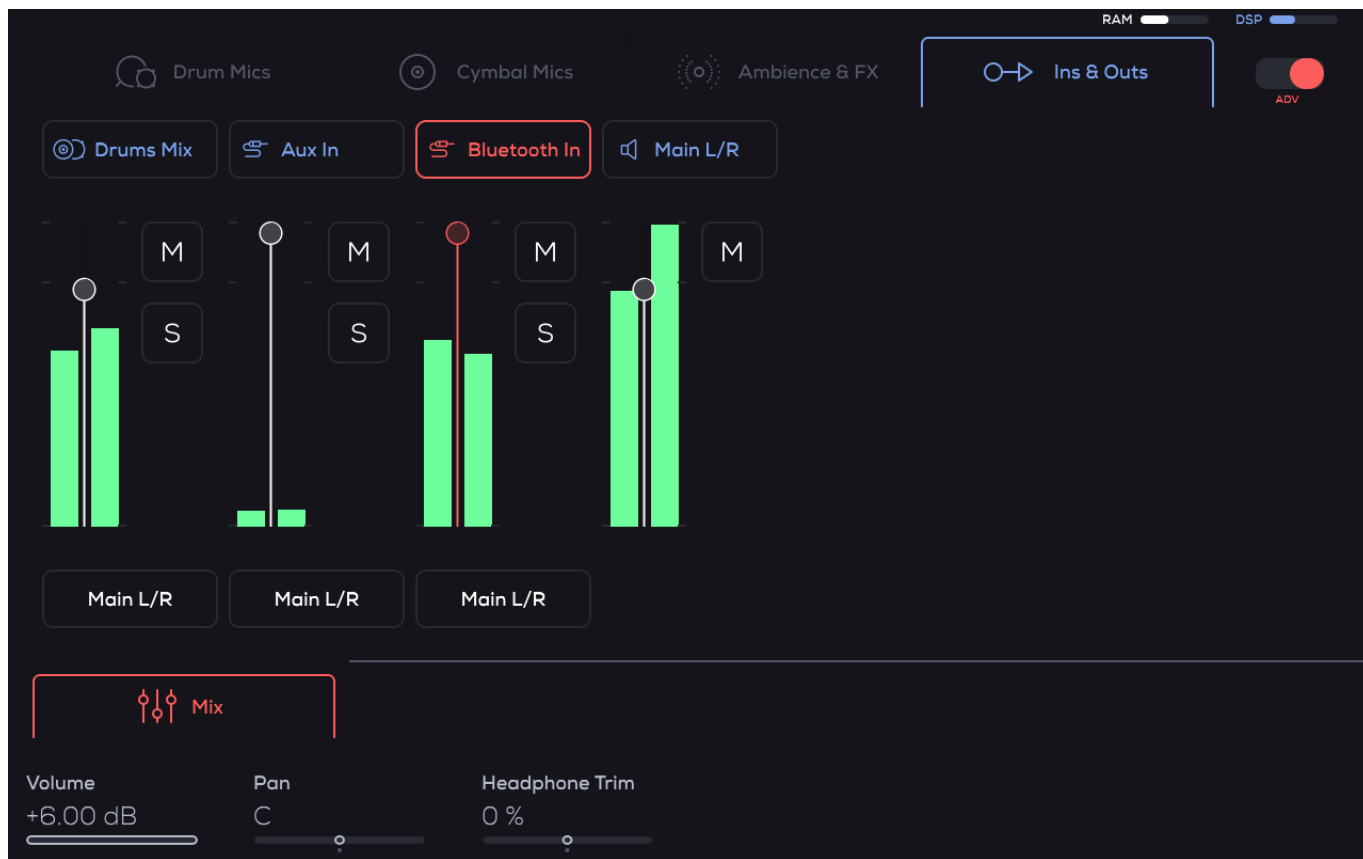 RAM DSP
Drum Mics Cymbal Mics Ambience & FX Ins & Outs
ADV
Drums Mix Aux In Bluetooth In Main L/R
M M M M
S S S
Main L/R Main L/R Main L/R
Mix
Volume Pan Headphone Trim
+6.00 dB C 0 %